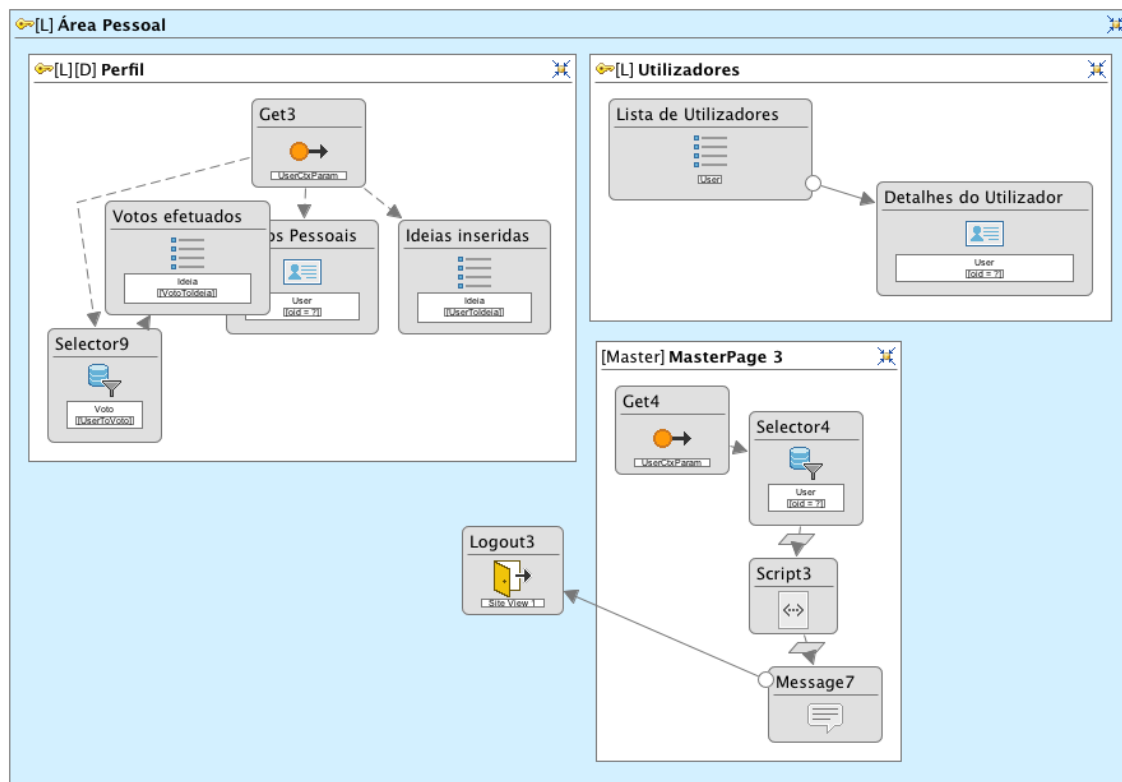 [L] Área Pessoal
[L][D] Perfil
Get3
UserCtxParam
Votos efetuados
Ideia
[VotoToIdeia]
os Pessoais
User
[oid = ?]
Ideias inseridas
Ideia
[UserToIdeia]
Selector9
Voto
[UserToVoto]
[L] Utilizadores
Lista de Utilizadores
User
Detalhes do Utilizador
User
[oid = ?]
[Master] MasterPage 3
Get4
UserCtxParam
Selector4
User
[oid = ?]
Script3
Message7
Logout3
Site View 1